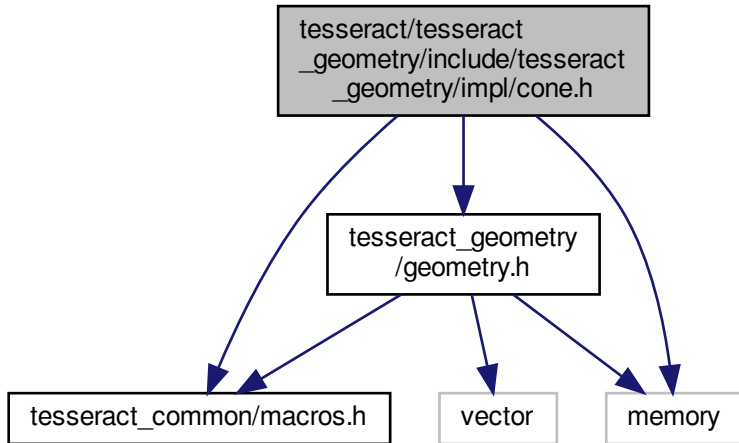 tesseract/tesseract
_geometry/include/tesseract
_geometry/impl/cone.h
tesseract_geometry
/geometry.h
tesseract_common/macros.h
vector
memory